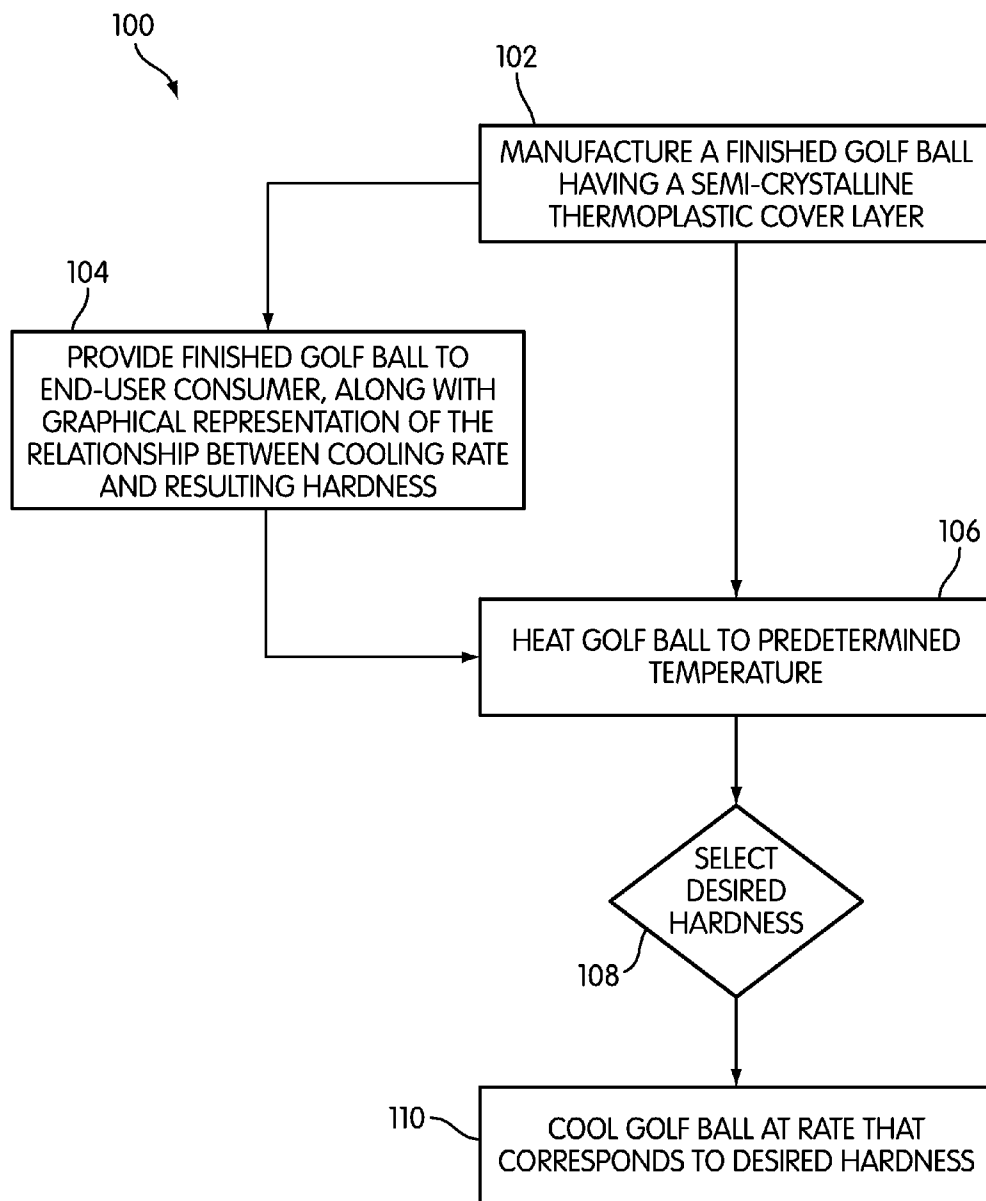 100
102
MANUFACTURE A FINISHED GOLF BALL
HAVING A SEMI-CRYSTALLINE
THERMOPLASTIC COVER LAYER
104
PROVIDE FINISHED GOLF BALL TO
END-USER CONSUMER, ALONG WITH
GRAPHICAL REPRESENTATION OF THE
RELATIONSHIP BETWEEN COOLING RATE
AND RESULTING HARDNESS
106
HEAT GOLF BALL TO PREDETERMINED
TEMPERATURE
SELECT
DESIRED
HARDNESS
108
110
COOL GOLF BALL AT RATE THAT
CORRESPONDS TO DESIRED HARDNESS